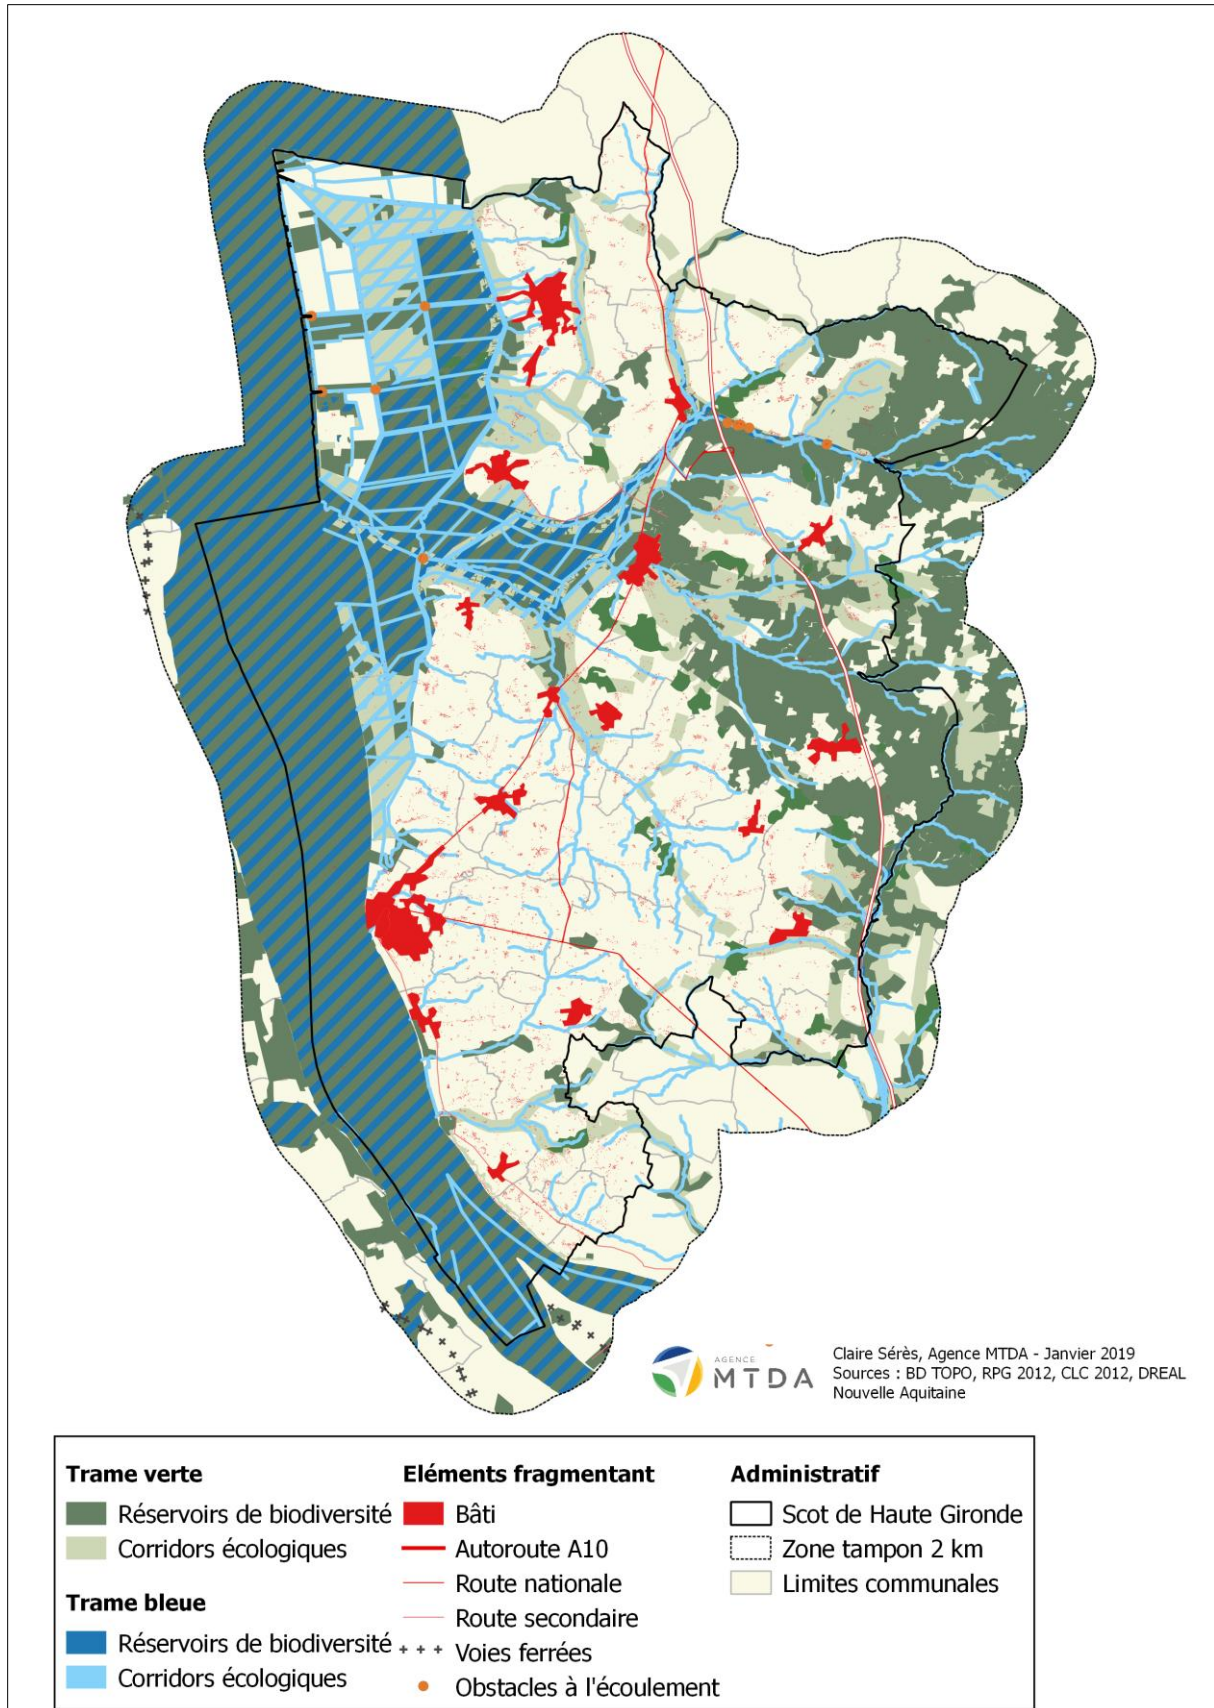 AGENCE
MTDA
Claire Sérès, Agence MTDA - Janvier 2019
Sources : BD TOPO, RPG 2012, CLC 2012, DREAL
Nouvelle Aquitaine
Trame verte
Réservoirs de biodiversité
Corridors écologiques
Trame bleue
Réservoirs de biodiversité
Corridors écologiques
Eléments fragmentant
Bâti
Autoroute A10
Route nationale
Route secondaire
Voies ferrées
Obstacles à l'écoulement
Administratif
Scot de Haute Gironde
Zone tampon 2 km
Limites communales